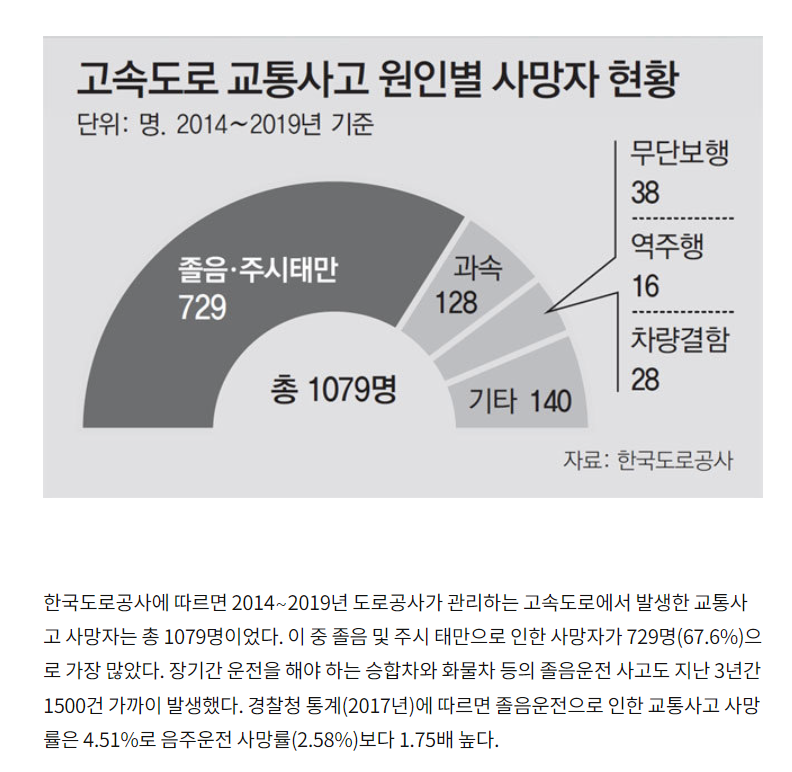 고속도로 교통사고 원인별 사망자 현황
단위: 명. 2014~2019년 기준
졸음·주시태만
729
과속
128
무단보행
38
역주행
16
차량결함
28
기타 140
총 1079명
자료: 한국도로공사
한국도로공사에 따르면 2014~2019년 도로공사가 관리하는 고속도로에서 발생한 교통사
고 사망자는 총 1079명이었다. 이 중 졸음 및 주시 태만으로 인한 사망자가 729명(67.6%)으
로 가장 많았다. 장기간 운전을 해야 하는 승합차와 화물차 등의 졸음운전 사고도 지난 3년간
1500건 가까이 발생했다. 경찰청 통계(2017년)에 따르면 졸음운전으로 인한 교통사고 사망
률은 4.51%로 음주운전 사망률(2.58%)보다 1.75배 높다.